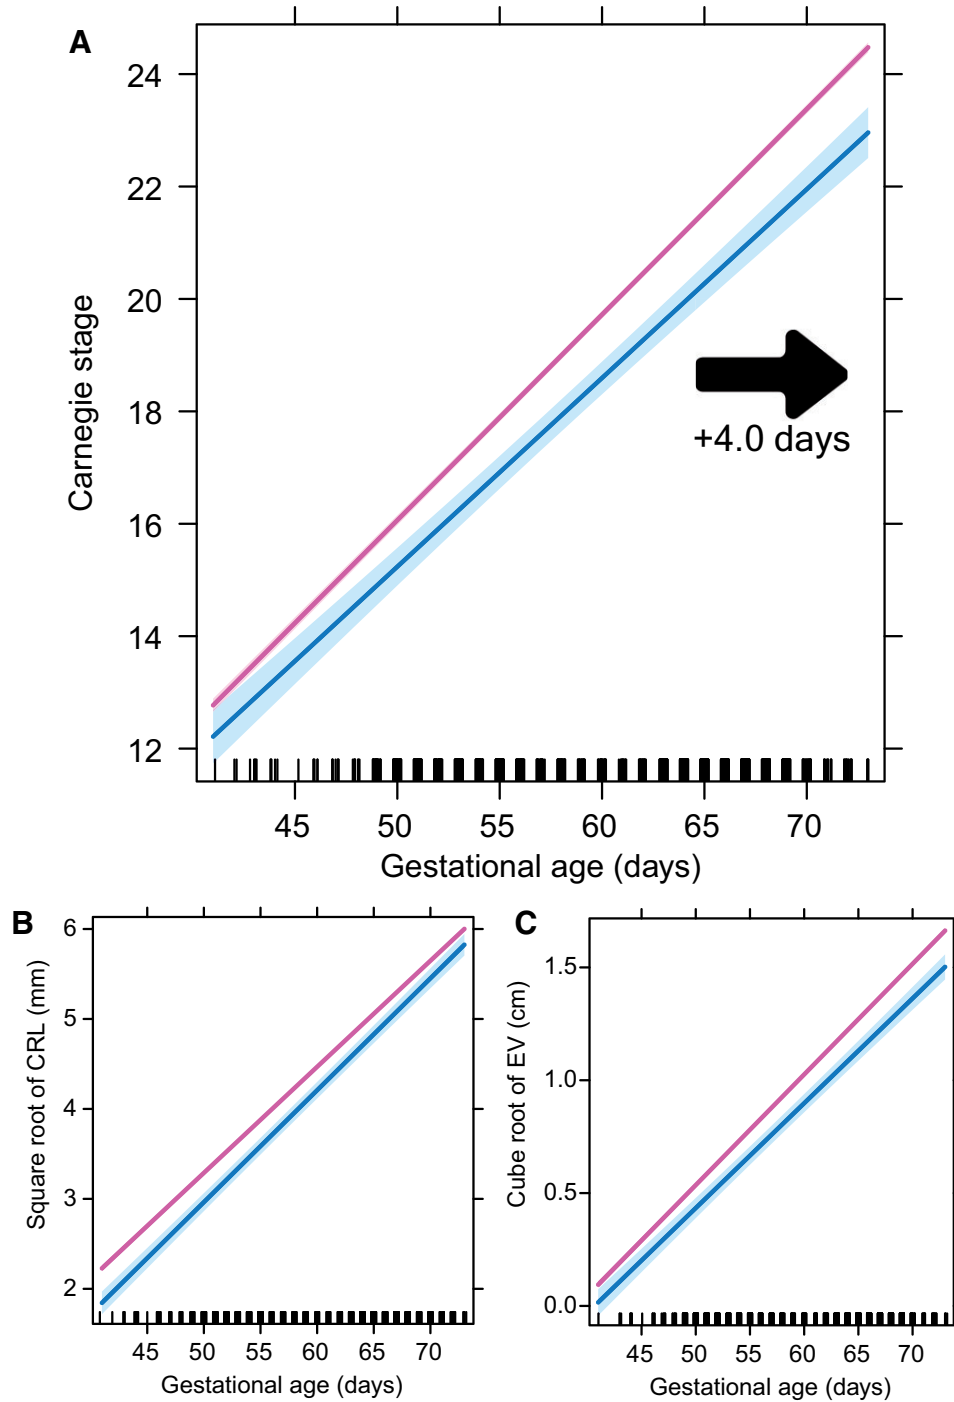 A
24
22
20
18
16
14
12
Carnegie stage
+4.0 days
45 50 55 60 65 70
Gestational age (days)
B
6
5
4
3
2
Square root of CRL (mm)
45 50 55 60 65 70
Gestational age (days)
C
1.5
1.0
0.5
0.0
Cube root of EV (cm)
45 50 55 60 65 70
Gestational age (days)